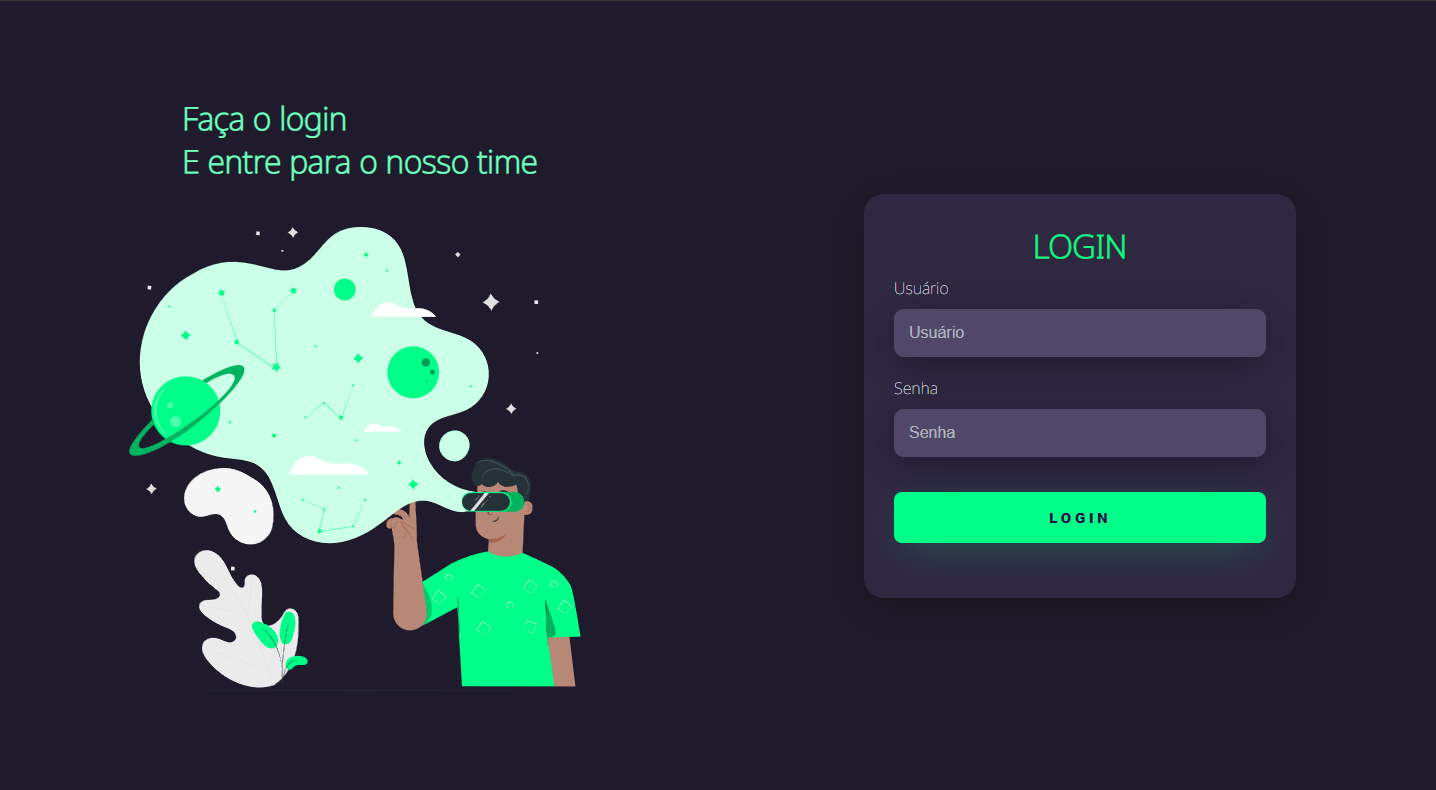 Faça o login
E entre para o nosso time
LOGIN
Usuário
Usuário
Senha
Senha
LOGIN